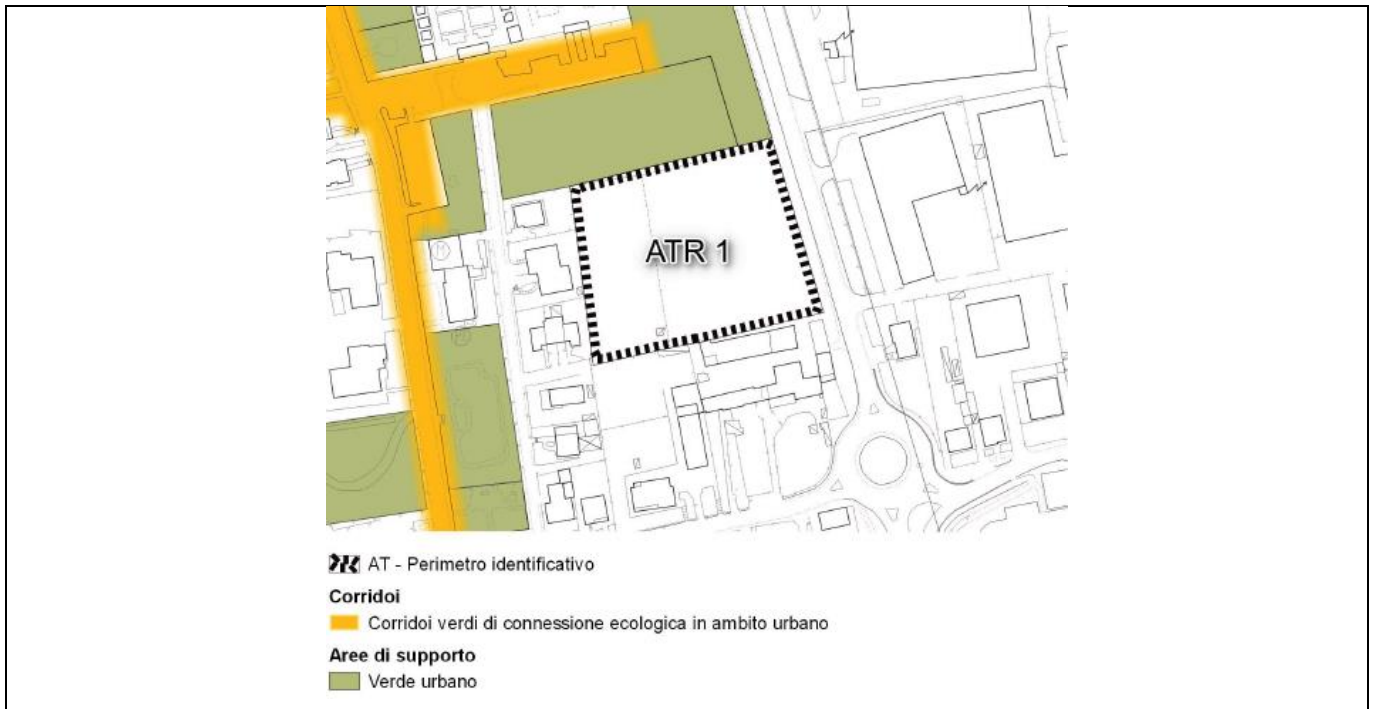 ATR 1
AT - Perimetro identificativo
Corridoi
Corridoi verdi di connessione ecologica in ambito urbano
Aree di supporto
Verde urbano